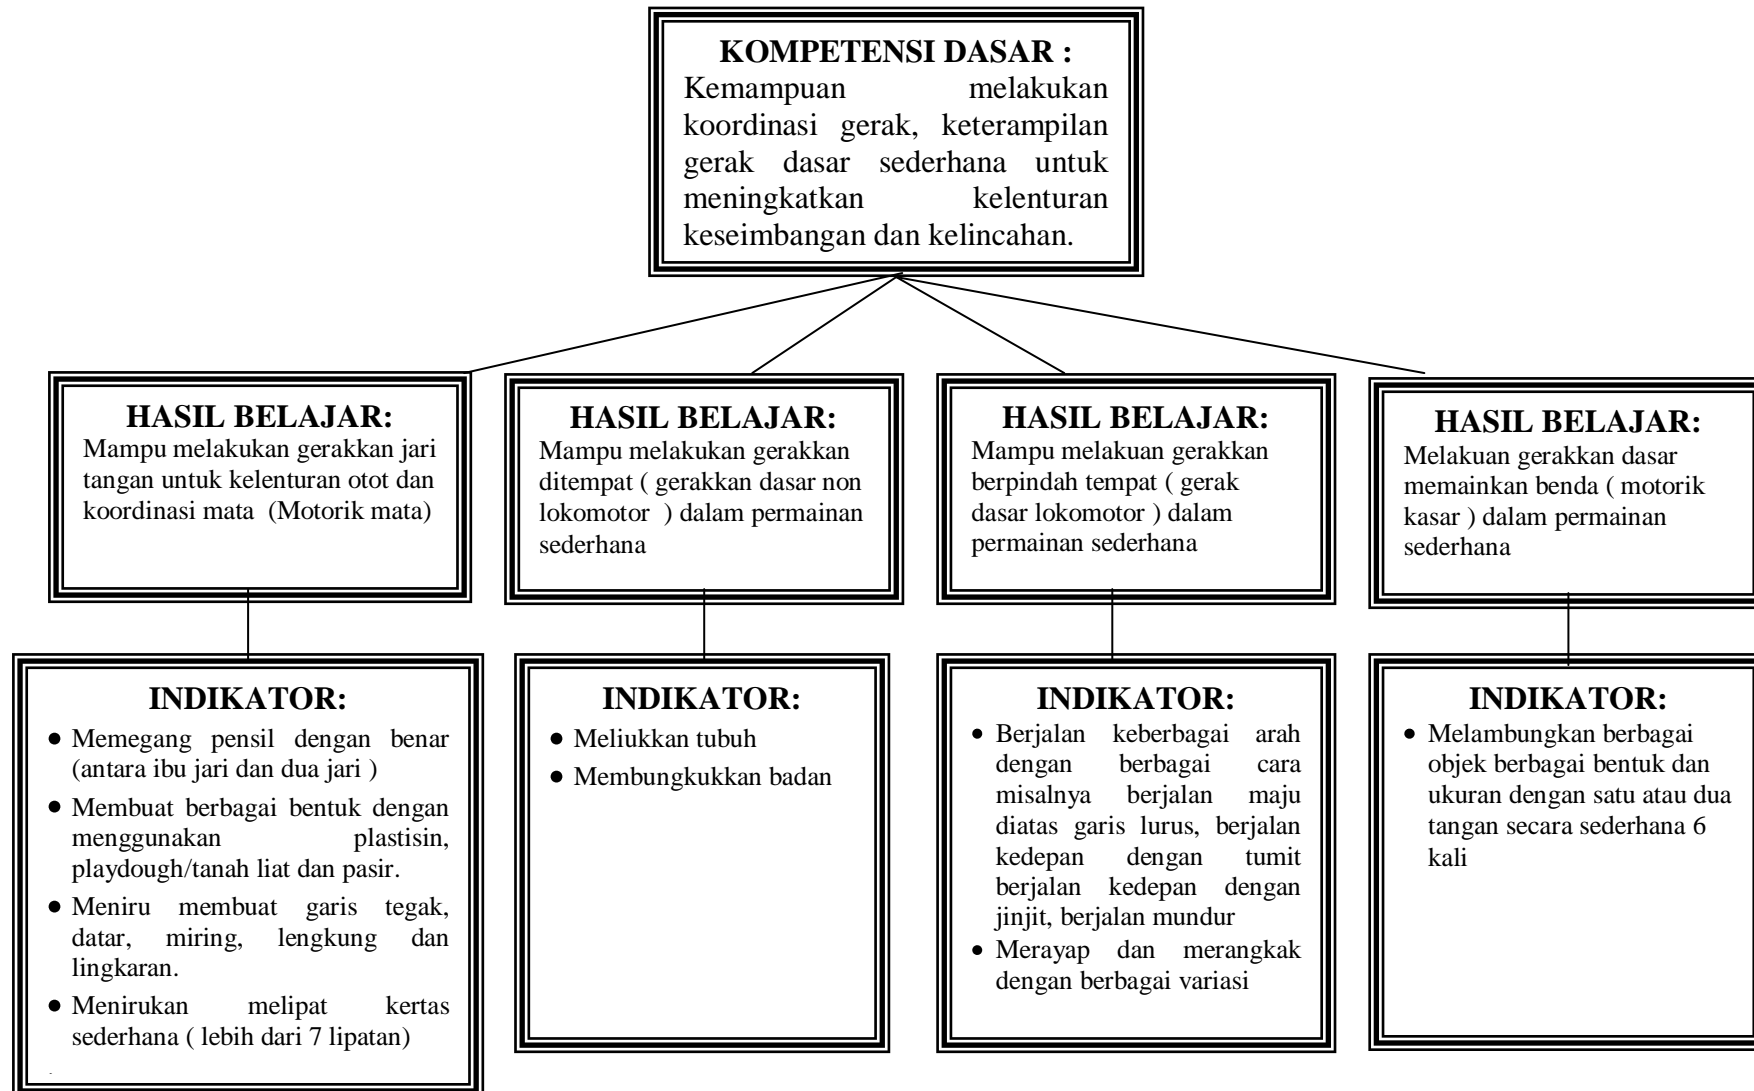 KOMPETENSI DASAR :
Kemampuan melakukan
koordinasi gerak, keterampilan
gerak dasar sederhana untuk
meningkatkan kelenturan
keseimbangan dan kelincahan.
HASIL BELAJAR:
Mampu melakukan gerakkan jari
tangan untuk kelenturan otot dan
koordinasi mata (Motorik mata)
HASIL BELAJAR:
Mampu melakukan gerakkan
ditempat ( gerakkan dasar non
lokomotor ) dalam permainan
sederhana
HASIL BELAJAR:
Mampu melakuan gerakkan
berpindah tempat ( gerak
dasar lokomotor ) dalam
permainan sederhana
HASIL BELAJAR:
Melakuan gerakkan dasar
memainkan benda ( motorik
kasar ) dalam permainan
sederhana
INDIKATOR:
• Memegang pensil dengan benar
(antara ibu jari dan dua jari )
• Membuat berbagai bentuk dengan
menggunakan plastisin,
playdough/tanah liat dan pasir.
• Meniru membuat garis tegak,
datar, miring, lengkung dan
lingkaran.
• Menirukan melipat kertas
sederhana ( lebih dari 7 lipatan)
.
INDIKATOR:
• Meliukkan tubuh
• Membungkukkan badan
INDIKATOR:
• Berjalan keberbagai arah
dengan berbagai cara
misalnya berjalan maju
diatas garis lurus, berjalan
kedepan dengan tumit
berjalan kedepan dengan
jinjit, berjalan mundur
• Merayap dan merangkak
dengan berbagai variasi
INDIKATOR:
• Melambungkan berbagai
objek berbagai bentuk dan
ukuran dengan satu atau dua
tangan secara sederhana 6
kali